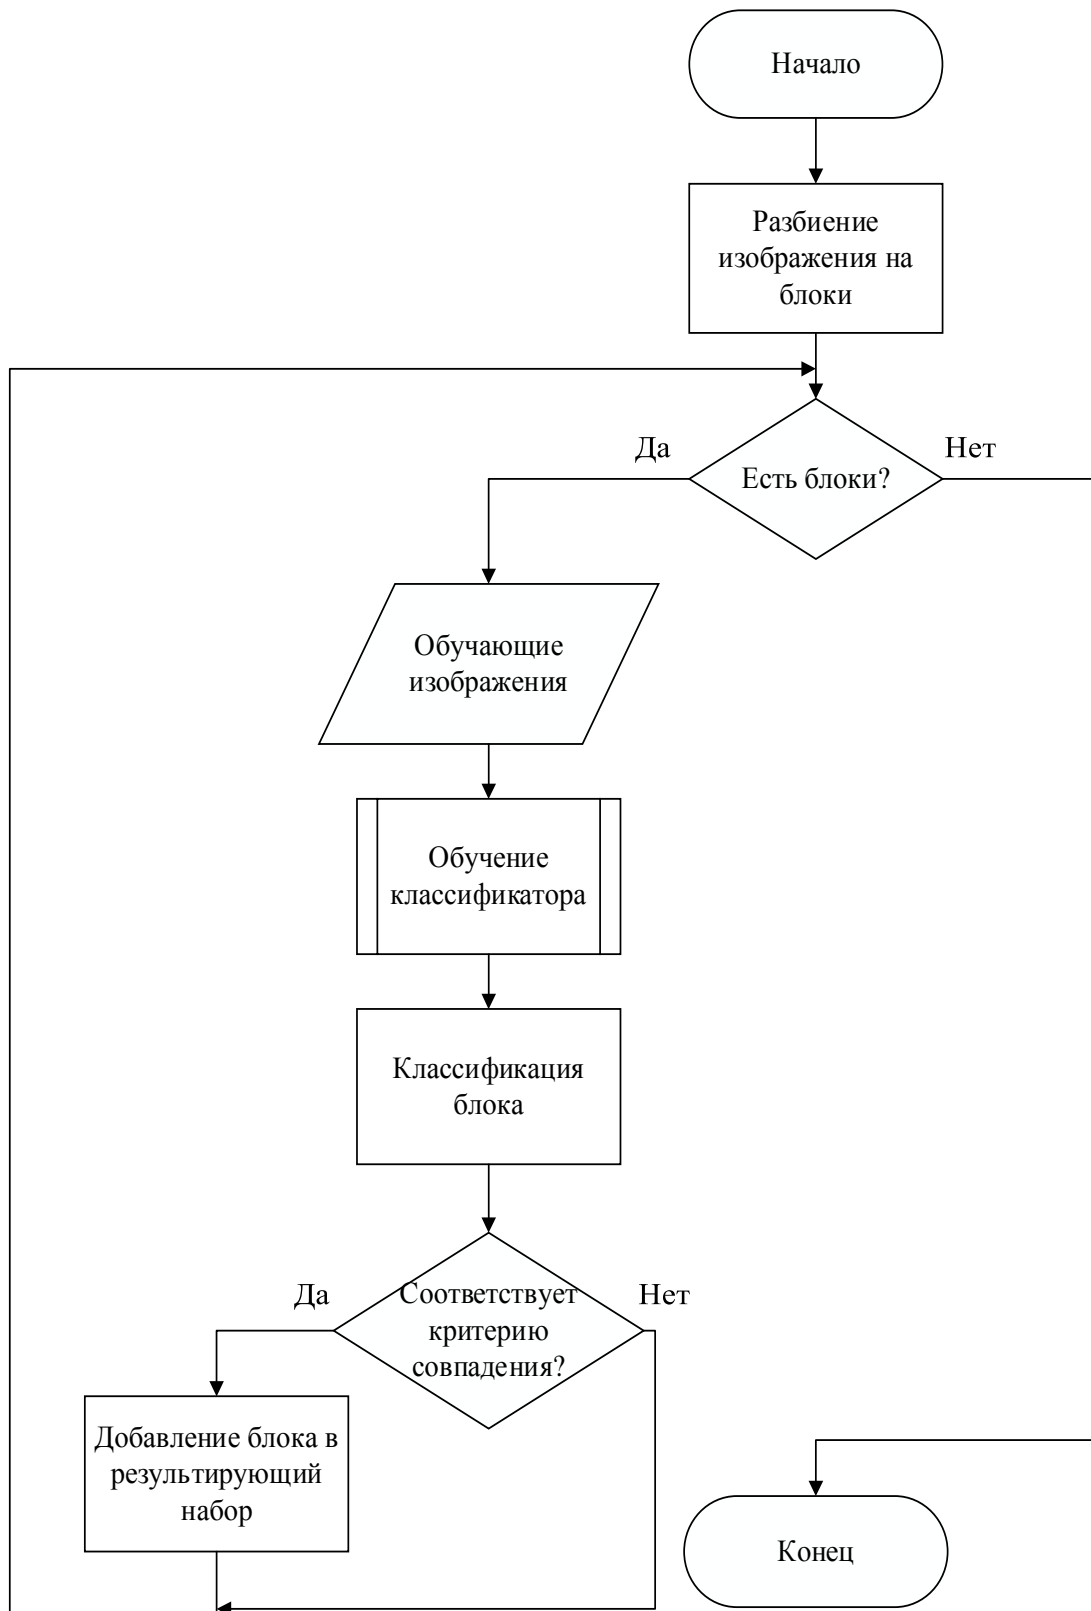 Начало
Разбиение
изображения на
блоки
Да
Нет
Есть блоки?
Обучающие
изображения
Обучение
классификатора
Классификация
блока
Да
Нет
Соответствует
критерию
совпадения?
Добавление блока в
результирующий
набор
Конец